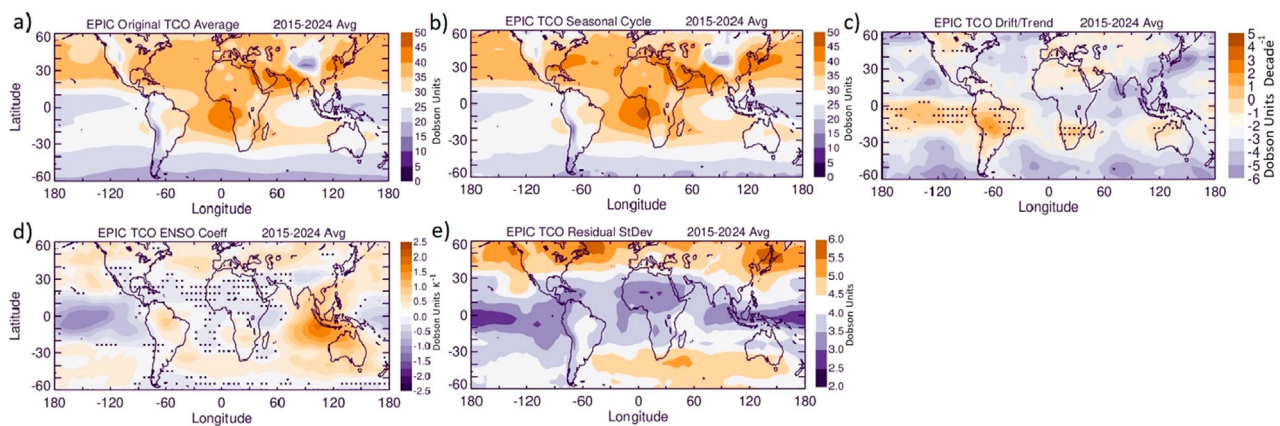 a)
EPIC Original TCO Average 2015-2024 Avg
60
30
0
-30
-60
Latitude
180 -120 -60 0 60 120 180
Longitude
50
45
40
35
30
25
20
15
10
5
0
Dobson Units
b)
EPIC TCO Seasonal Cycle 2015-2024 Avg
60
30
0
-30
-60
180 -120 -60 0 60 120 180
Longitude
50
45
40
35
30
25
20
15
10
5
0
Dobson Units
c)
EPIC TCO Drift/Trend 2015-2024 Avg
60
30
0
-30
-60
180 -120 -60 0 60 120 180
Longitude
5
4
3
2
1
0
-1
-2
-3
-4
-5
-6
Dobson Units Decade-1
d)
EPIC TCO ENSO Coeff 2015-2024 Avg
60
30
0
-30
-60
Latitude
180 -120 -60 0 60 120 180
Longitude
2.5
2.0
1.5
1.0
0.5
0.0
-0.5
-1.0
-1.5
-2.0
-2.5
Dobson Units K-1
e)
EPIC TCO Residual StDev 2015-2024 Avg
60
30
0
-30
-60
180 -120 -60 0 60 120 180
Longitude
6.0
5.5
5.0
4.5
4.0
3.5
3.0
2.5
2.0
Dobson Units